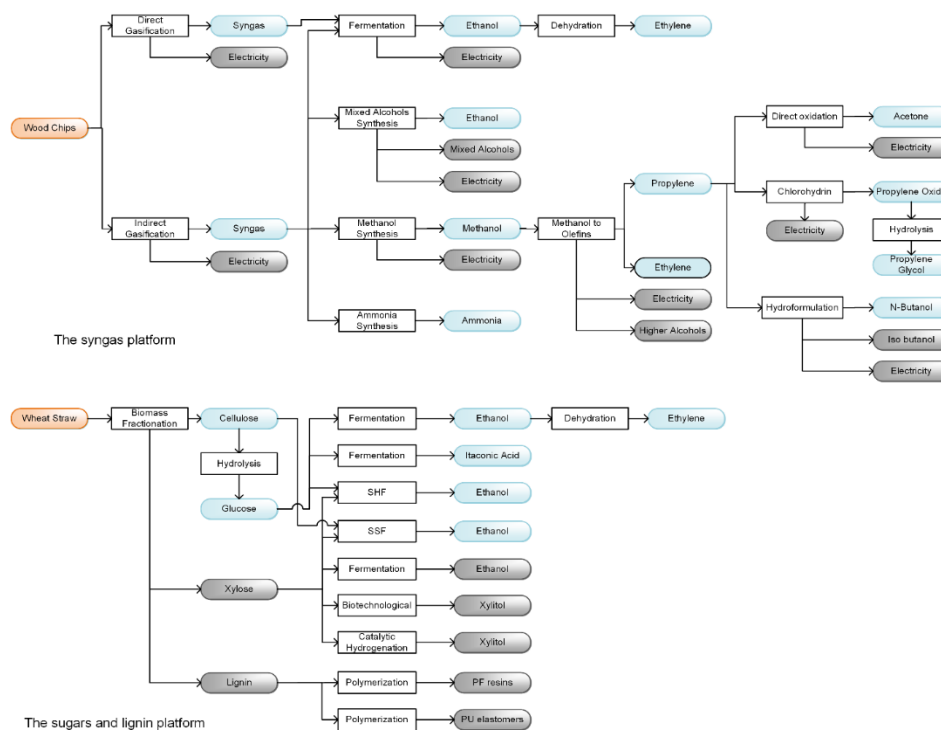 Direct
Gasification
Syngas
Fermentation
Ethanol
Dehydration
Ethylene
Electricity
Electricity
Wood Chips
Mixed Alcohols
Synthesis
Ethanol
Mixed Alcohols
Electricity
Direct oxidation
Acetone
Electricity
Propylene
Chlorohydrin
Propylene Oxid
Indirect
Gasification
Syngas
Methanol
Synthesis
Methanol
Methanol to
Olefins
Electricity
Hydrolysis
Electricity
Electricity
Ethylene
Propylene
Glycol
Electricity
Ammonia
Synthesis
Ammonia
Higher Alcohols
Hydroformulation
N-Butanol
Iso butanol
Electricity
The syngas platform
Wheat Straw
Biomass
Fractionation
Cellulose
Fermentation
Ethanol
Dehydration
Ethylene
Hydrolysis
Fermentation
Itaconic Acid
Glucose
SHF
Ethanol
SSF
Ethanol
Xylose
Fermentation
Ethanol
Biotechnological
Xylitol
Catalytic
Hydrogenation
Xylitol
Lignin
Polymerization
PF resins
Polymerization
PU elastomers
The sugars and lignin platform